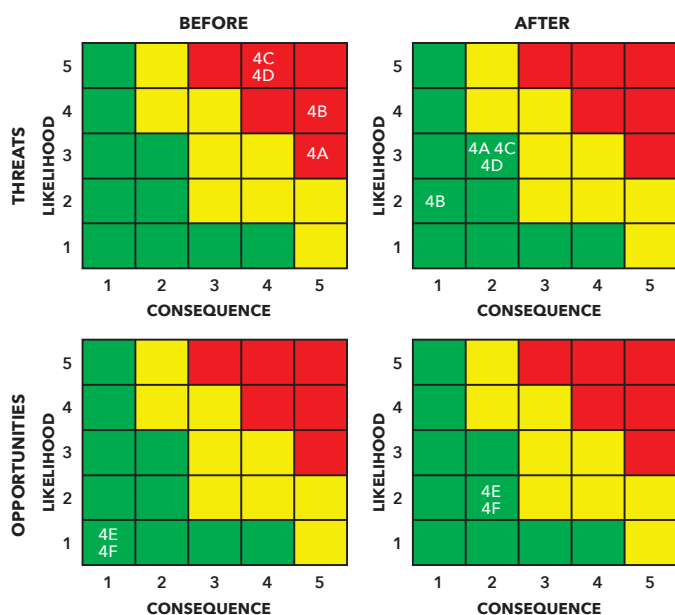 BEFORE
AFTER
THREATS
LIKELIHOOD
5
4C
4D
4
4B
3
4A
2
1
1 2 3 4 5
CONSEQUENCE
LIKELIHOOD
5
4
3
4A 4C
4D
2
4B
1
1 2 3 4 5
CONSEQUENCE
OPPORTUNITIES
LIKELIHOOD
5
4
3
2
1
4E
4F
1 2 3 4 5
CONSEQUENCE
LIKELIHOOD
5
4
3
2
4E
4F
1
1 2 3 4 5
CONSEQUENCE